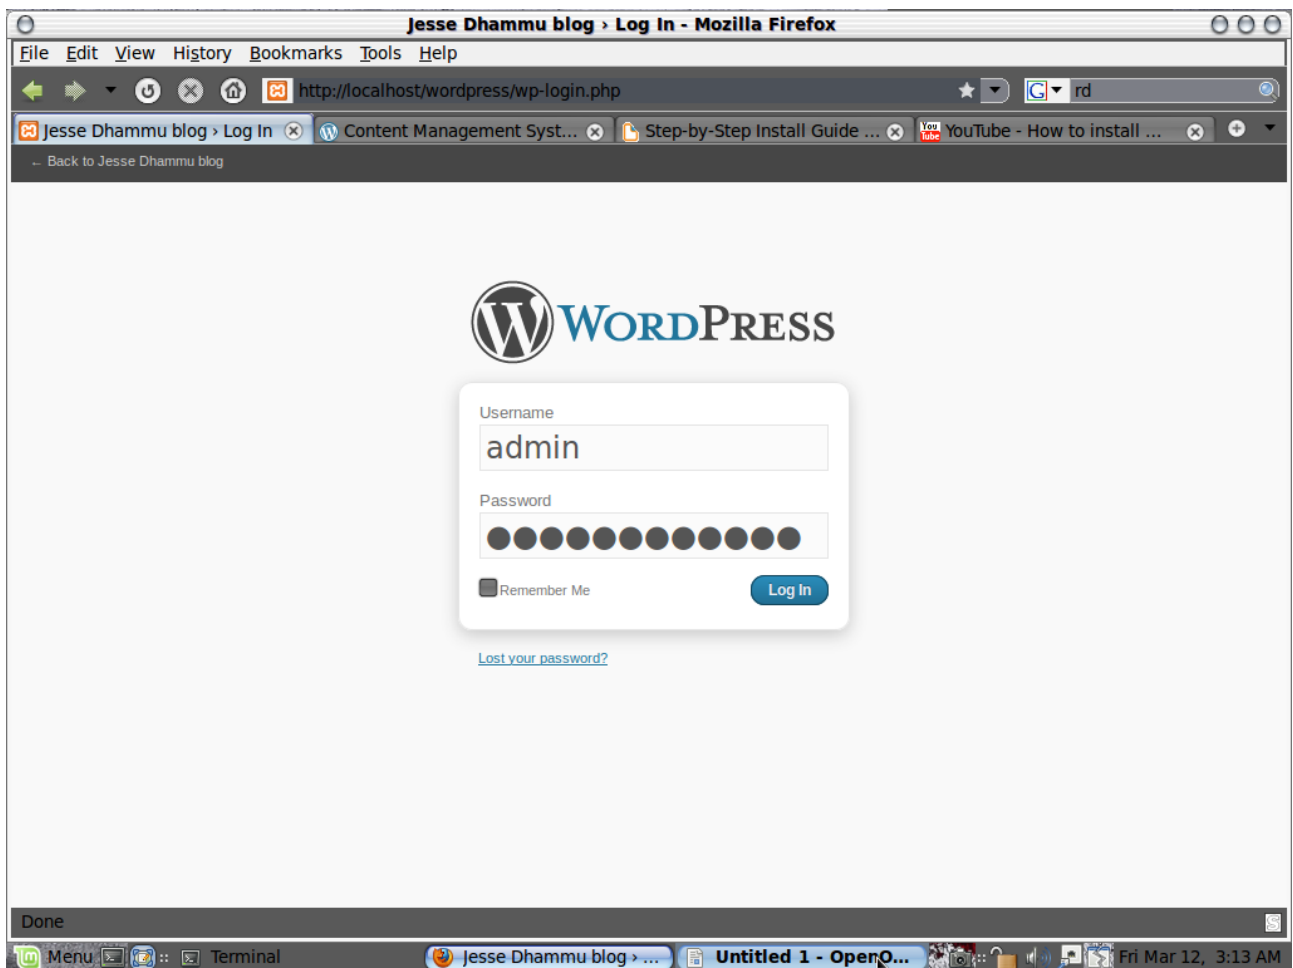 Jesse Dhammu blog › Log In - Mozilla Firefox
File Edit View History Bookmarks Tools Help
http://localhost/wordpress/wp-login.php G rd
Jesse Dhammu blog › Log In Content Management Syst... Step-by-Step Install Guide ... You Tube YouTube - How to install ...
← Back to Jesse Dhammu blog
WORDPRESS
Username
admin
Password
Remember Me Log In
Lost your password?
Done
Menu Terminal Jesse Dhammu blog › ... Untitled 1 - OpenO... Fri Mar 12, 3:13 AM